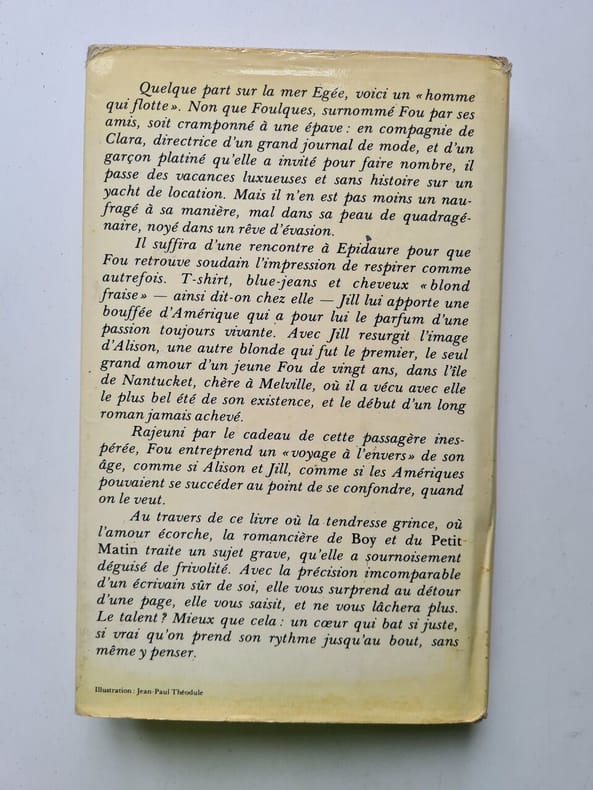 Quelque part sur la mer Egée, voici un « homme
qui flotte ». Non que Foulques, surnommé Fou par ses
amis, soit cramponné à une épave : en compagnie de
Clara, directrice d'un grand journal de mode, et d'un
garçon platiné qu'elle a invité pour faire nombre, il
passe des vacances luxueuses et sans histoire sur un
yacht de location. Mais il n'en est pas moins un nau-
fragé à sa manière, mal dans sa peau de quadragé-
naire, noyé dans un rêve d'évasion.
Il suffira d'une rencontre à Epidaure pour que
Fou retrouve soudain l'impression de respirer comme
autrefois. T-shirt, blue-jeans et cheveux « blond
fraise » — ainsi dit-on chez elle — Jill lui apporte une
bouffée d'Amérique qui a pour lui le parfum d'une
passion toujours vivante. Avec Jill resurgit l'image
d'Alison, une autre blonde qui fut le premier, le seul
grand amour d'un jeune Fou de vingt ans, dans l'île
de Nantucket, chère à Melville, où il a vécu avec elle
le plus bel été de son existence, et le début d'un long
roman jamais achevé.
Rajeuni par le cadeau de cette passagère ines-
pérée, Fou entreprend un « voyage à l'envers » de son
âge, comme si Alison et Jill, comme si les Amériques
pouvaient se succéder au point de se confondre, quand
on le veut.
Au travers de ce livre où la tendresse grince, où
l'amour écorche, la romancière de Boy et du Petit
Matin traite un sujet grave, qu'elle a sournoisement
déguisé de frivolité. Avec la précision incomparable
d'un écrivain sûr de soi, elle vous surprend au détour
d'une page, elle vous saisit, et ne vous lâchera plus.
Le talent ? Mieux que cela : un cœur qui bat si juste,
si vrai qu'on prend son rythme jusqu'au bout, sans
même y penser.
Illustration : Jean-Paul Théodule